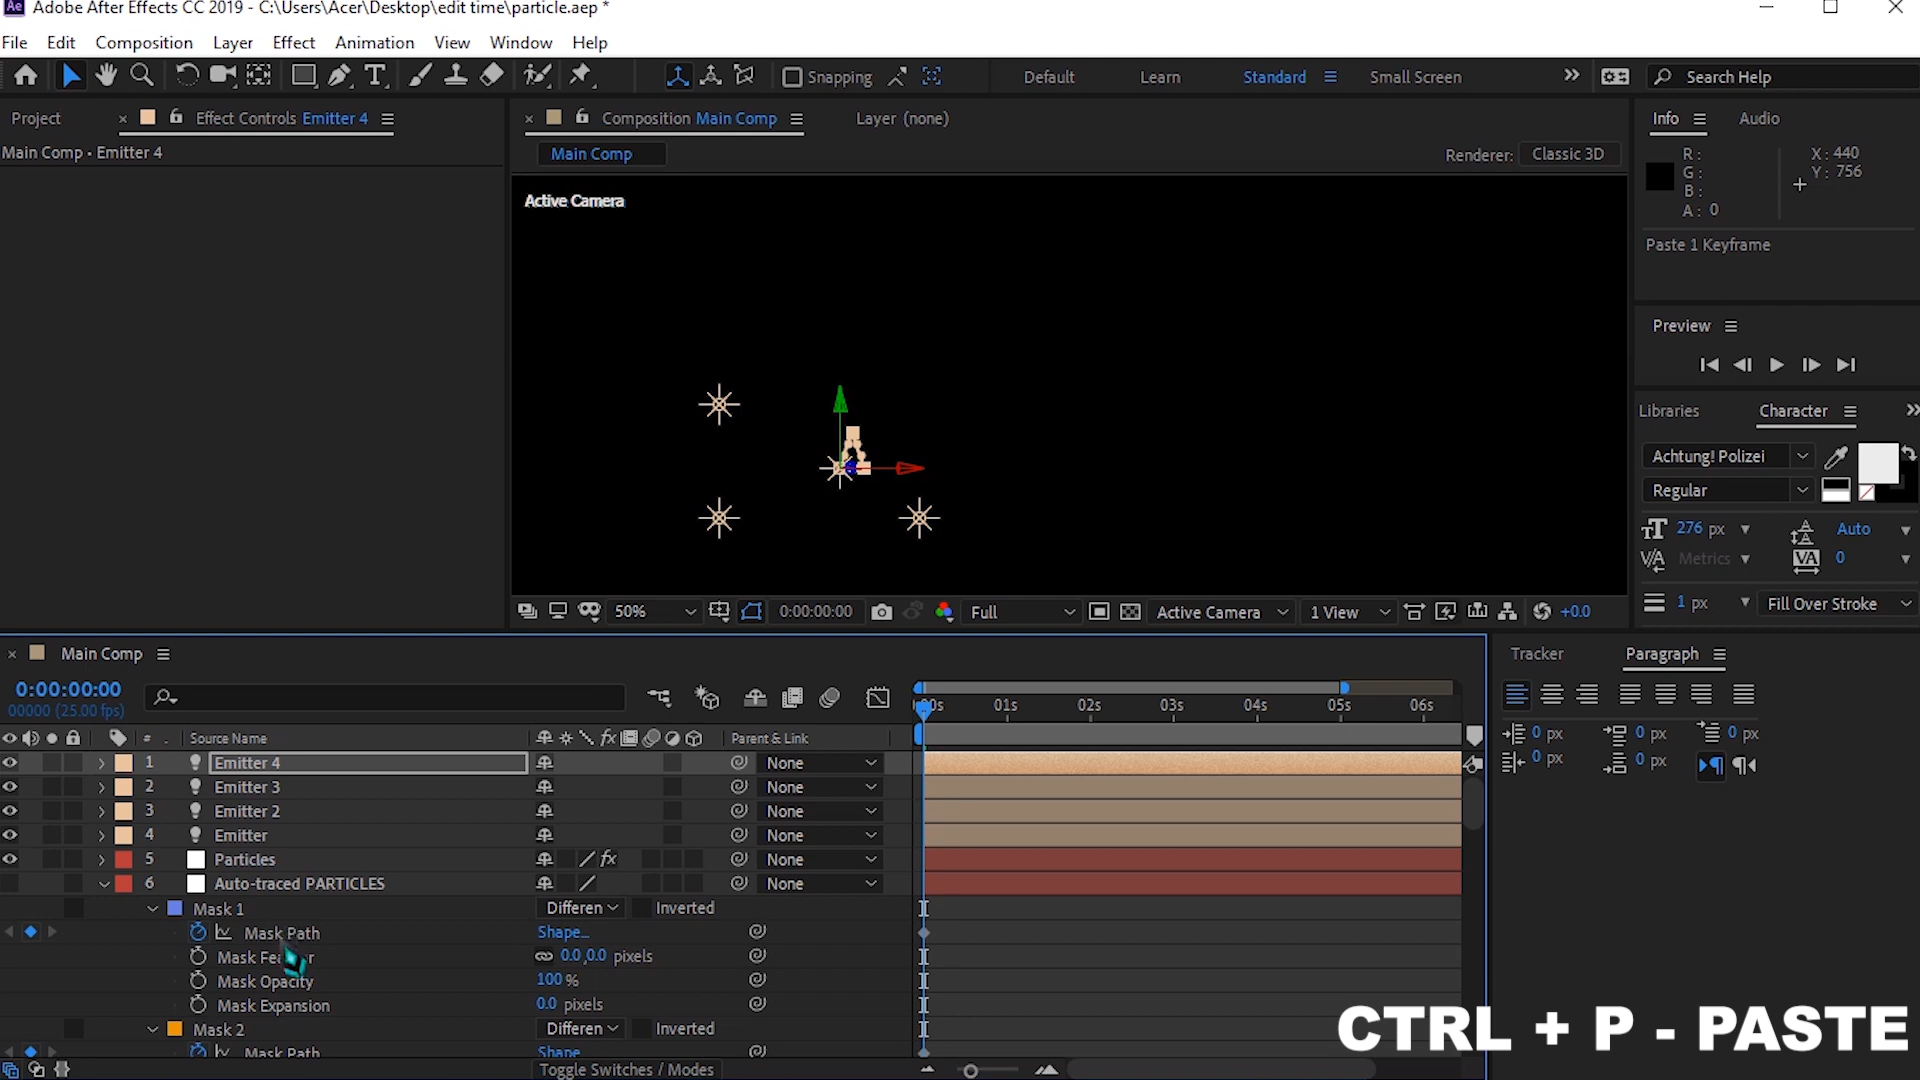 Adobe After Effects CC 2019 - C:\Users\Acer\Desktop\edit time\particle.aep *
File Edit Composition Layer Effect Animation View Window Help
Snapping Default Learn Standard Small Screen Search Help
Project Effect Controls Emitter 4 Composition Main Comp Layer (none) Info Audio
Main Comp • Emitter 4 Main Comp Renderer: Classic 3D
R: X: 440
G: Y: 756
B:
A: 0
Active Camera
Paste 1 Keyframe
Preview
Libraries Character
Achtung! Polizei
Regular
276 px Auto
Metrics 0
1 px Fill Over Stroke
50% 0:00:00:00 Full Active Camera 1 View +0.0
Main Comp Tracker Paragraph
0:00:00:00
00000 (25.00 fps)
01s 02s 03s 04s 05s 06s
0 px 0 px 0 px
0 px 0 px
# Source Name fx Parent & Link
1 Emitter 4 None
2 Emitter 3 None
3 Emitter 2 None
4 Emitter None
5 Particles fx None
6 Auto-traced PARTICLES None
Mask 1 Differen Inverted
Mask Path Shape...
0.0,0.0 pixels
Mask Opacity 100 %
Mask Expansion 0.0 pixels
Mask 2 Differen Inverted
Mask Path Shape
Toggle Switches / Modes
CTRL + P - PASTE